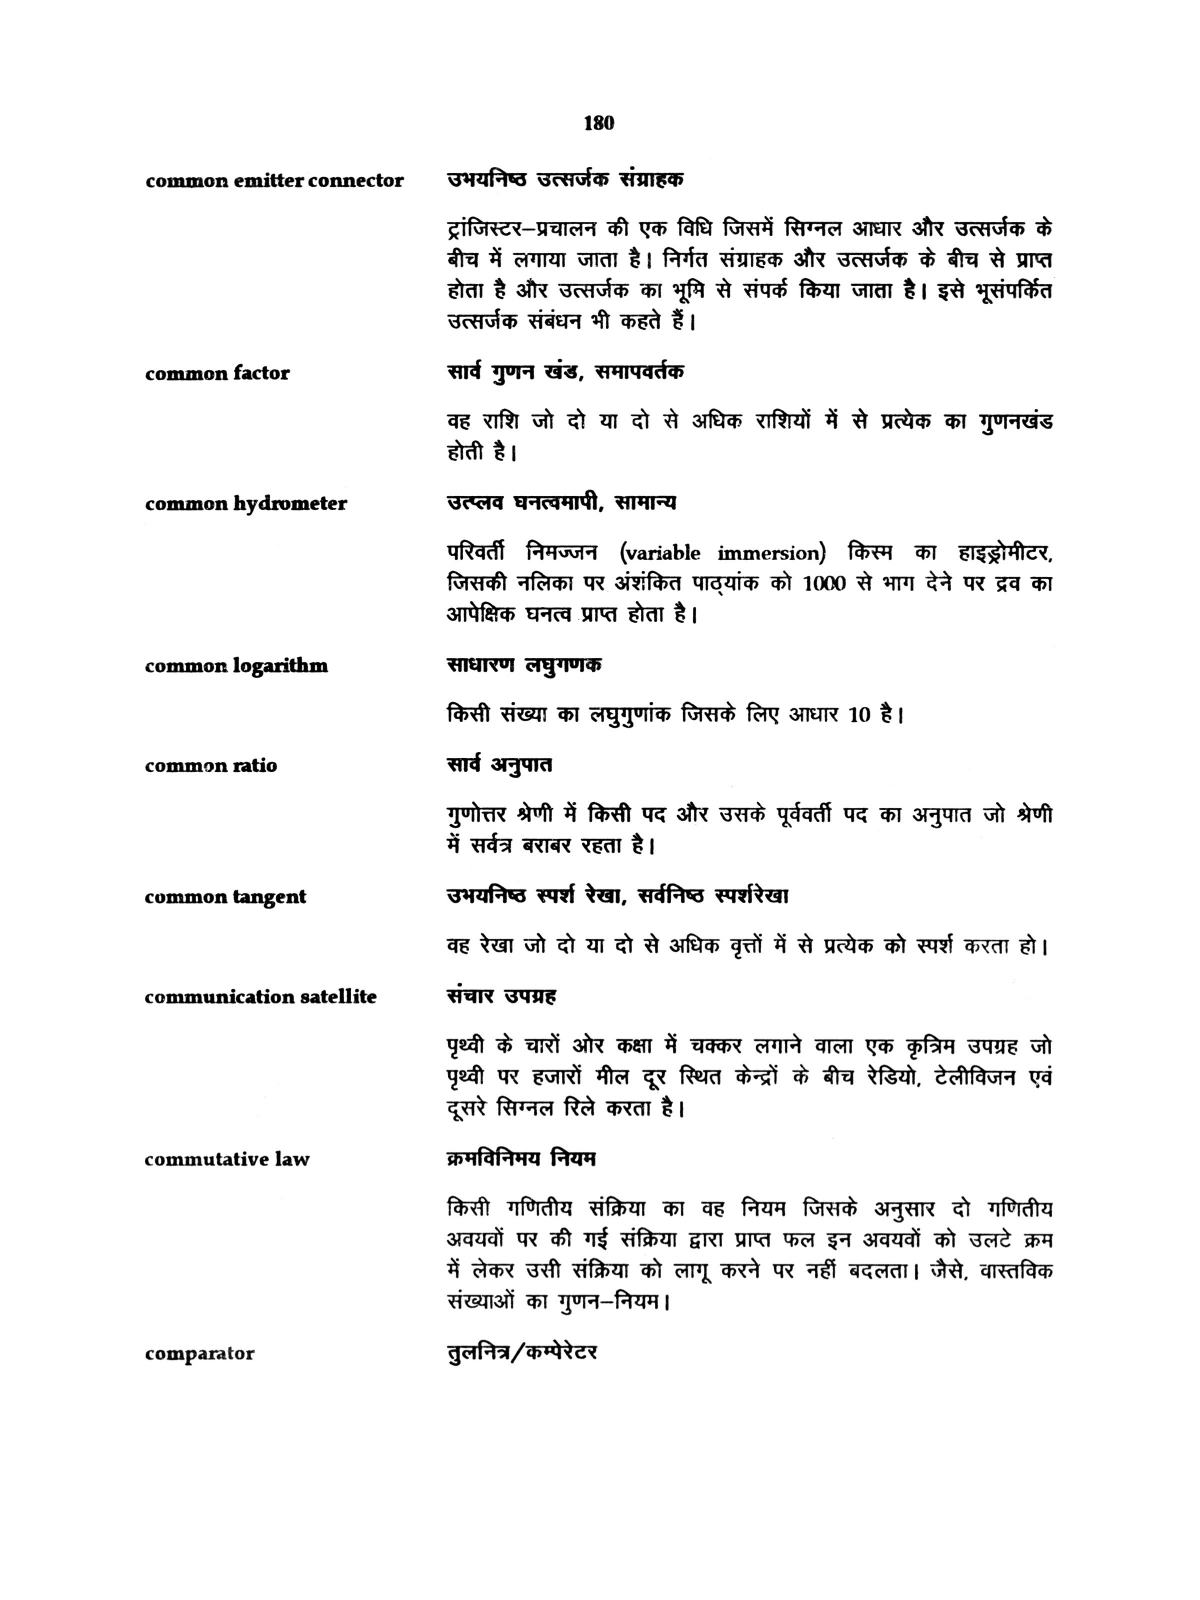 180
common emitter connector उभयनिष्ठ उत्सर्जक संग्राहक
ट्रांजिस्टर–प्रचालन की एक विधि जिसमें सिग्नल आधार और उत्सर्जक के
बीच में लगाया जाता है। निर्गत संग्राहक और उत्सर्जक के बीच से प्राप्त
होता है और उत्सर्जक का भूमि से संपर्क किया जाता है। इसे भूसंपर्कित
उत्सर्जक संबंधन भी कहते हैं।
common factor सार्व गुणन खंड, समापवर्तक
वह राशि जो दो या दो से अधिक राशियों में से प्रत्येक का गुणनखंड
होती है।
common hydrometer उत्प्लव घनत्वमापी, सामान्य
परिवर्ती निमज्जन (variable immersion) किस्म का हाइड्रोमीटर,
जिसकी नलिका पर अंशंकित पाठ्यांक को 1000 से भाग देने पर द्रव का
आपेक्षिक घनत्व प्राप्त होता है।
common logarithm साधारण लघुगणक
किसी संख्या का लघुगुणांक जिसके लिए आधार 10 है।
common ratio सार्व अनुपात
गुणोत्तर श्रेणी में किसी पद और उसके पूर्ववर्ती पद का अनुपात जो श्रेणी
में सर्वत्र बराबर रहता है।
common tangent उभयनिष्ठ स्पर्श रेखा, सर्वनिष्ठ स्पर्शरेखा
वह रेखा जो दो या दो से अधिक वृत्तों में से प्रत्येक को स्पर्श करता हो।
communication satellite संचार उपग्रह
पृथ्वी के चारों ओर कक्षा में चक्कर लगाने वाला एक कृत्रिम उपग्रह जो
पृथ्वी पर हजारों मील दूर स्थित केन्द्रों के बीच रेडियो, टेलीविजन एवं
दूसरे सिग्नल रिले करता है।
commutative law क्रमविनिमय नियम
किसी गणितीय संक्रिया का वह नियम जिसके अनुसार दो गणितीय
अवयवों पर की गई संक्रिया द्वारा प्राप्त फल इन अवयवों को उलटे क्रम
में लेकर उसी संक्रिया को लागू करने पर नहीं बदलता। जैसे, वास्तविक
संख्याओं का गुणन–नियम।
comparator तुलनित्र/कम्पेरेटर